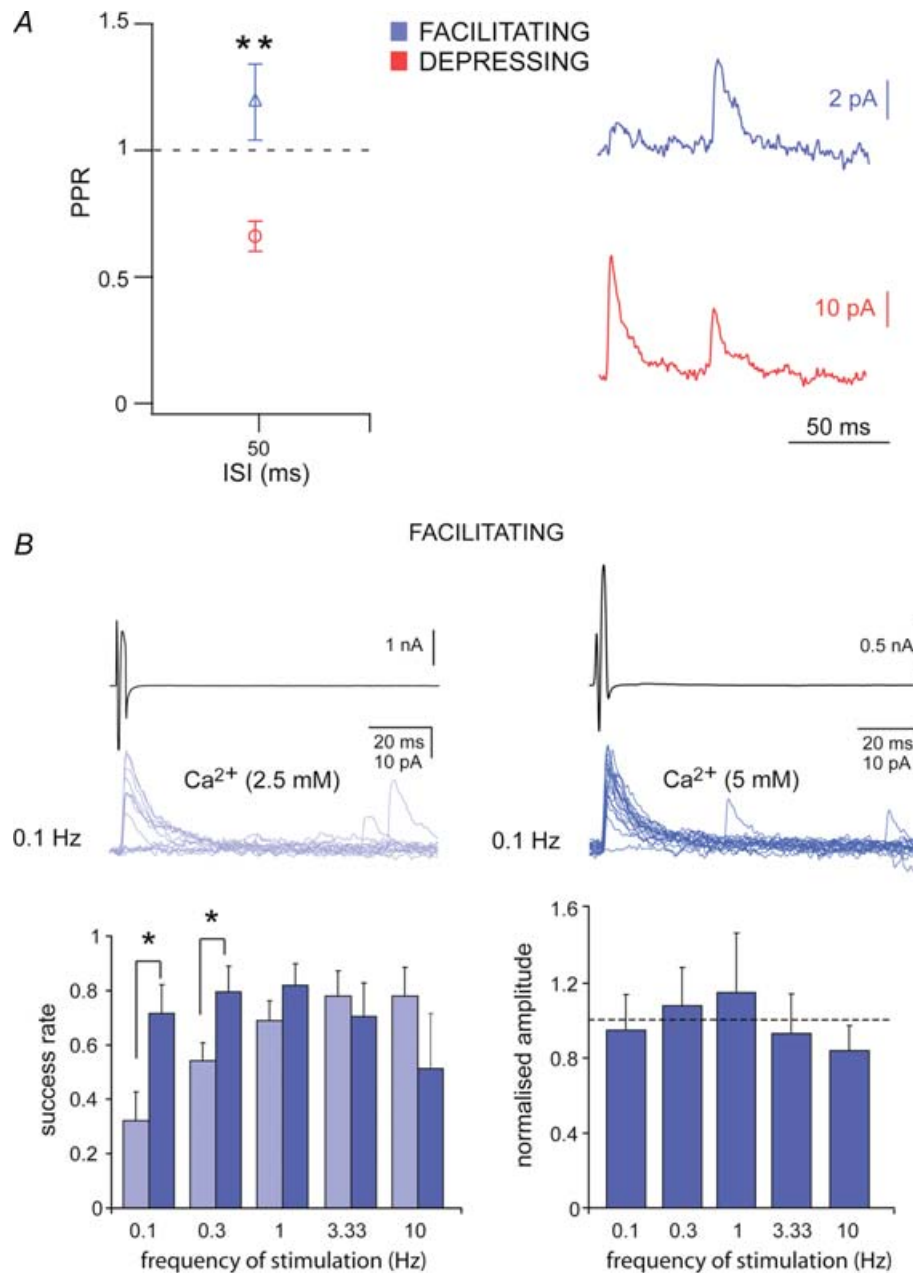 A
1.5
1
0.5
0
PPR
**
50
ISI (ms)
FACILITATING
DEPRESSING
2 pA
10 pA
50 ms
B
FACILITATING
1 nA
20 ms
10 pA
Ca2+ (2.5 mM)
0.1 Hz
0.5 nA
20 ms
10 pA
Ca2+ (5 mM)
0.1 Hz
1
0.8
0.6
0.4
0.2
0
success rate
*
*
0.1 0.3 1 3.33 10
frequency of stimulation (Hz)
1.6
1.2
0.8
0.4
0
normalised amplitude
0.1 0.3 1 3.33 10
frequency of stimulation (Hz)